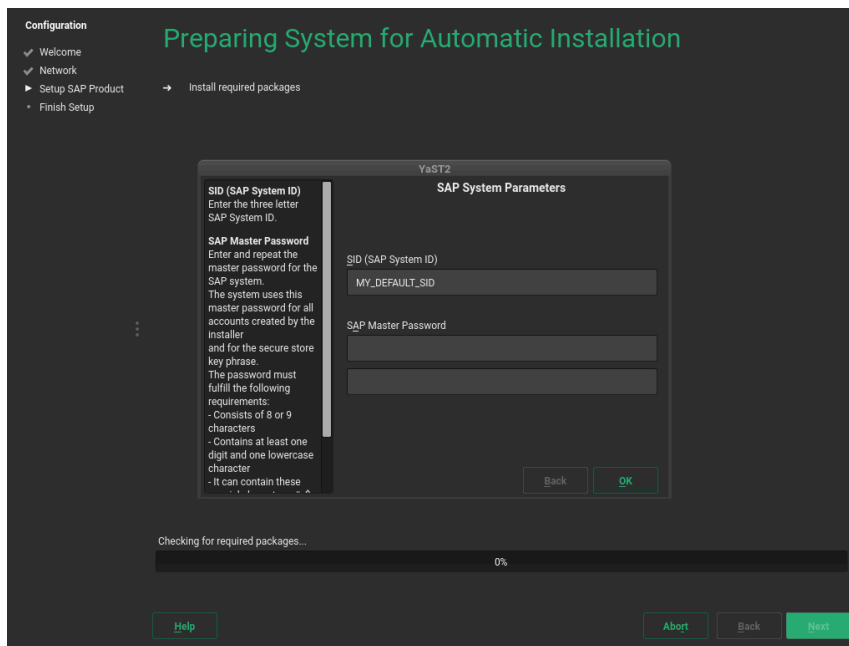 Configuration
Welcome
Network
Setup SAP Product
Finish Setup
Preparing System for Automatic Installation
Install required packages
YaST2
SID (SAP System ID)
Enter the three letter
SAP System ID.
SAP Master Password
Enter and repeat the
master password for the
SAP system.
The system uses this
master password for all
accounts created by the
installer
and for the secure store
key phrase.
The password must
fulfill the following
requirements:
- Consists of 8 or 9
characters
- Contains at least one
digit and one lowercase
character
- It can contain these
SAP System Parameters
SID (SAP System ID)
MY_DEFAULT_SID
SAP Master Password
Back
OK
Checking for required packages...
0%
Help
Abort
Back
Next